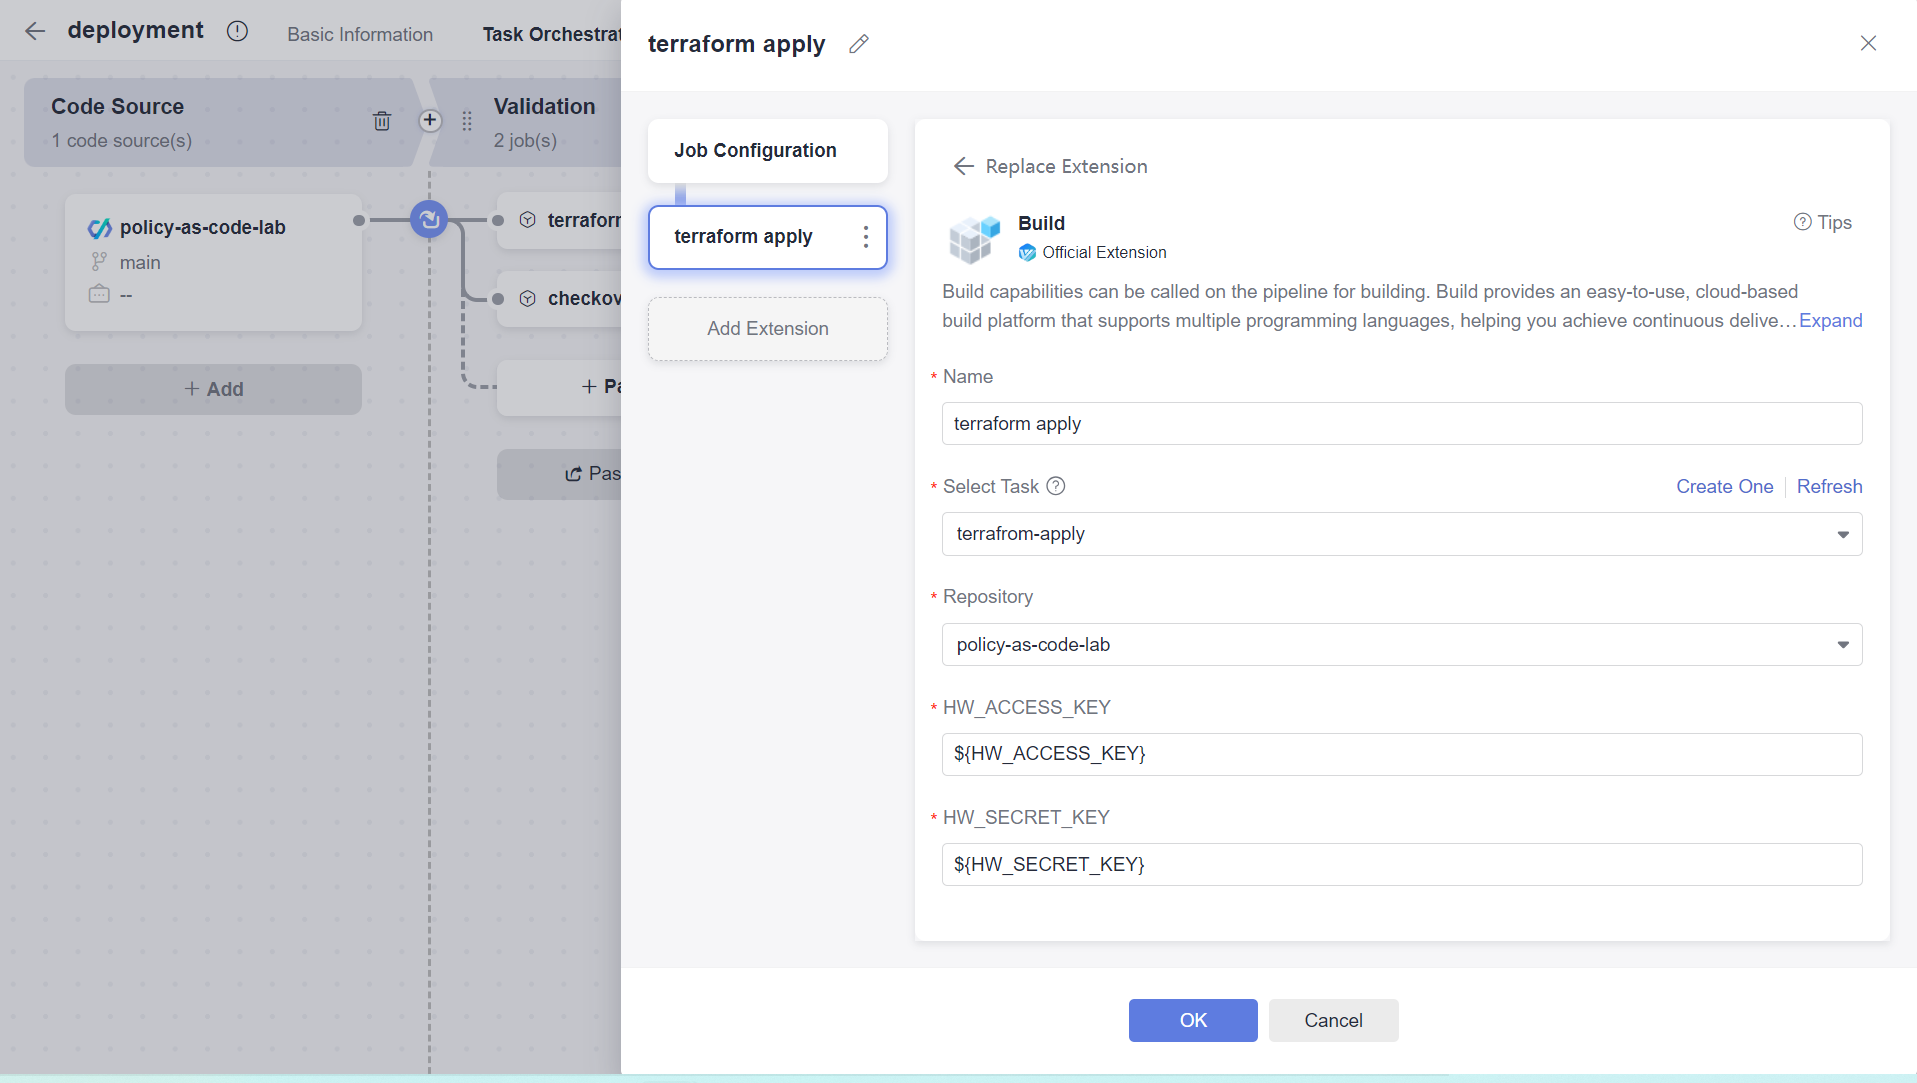 deployment
Basic Information
Task Orchestrat
Code Source
1 code source(s)
Validation
2 job(s)
policy-as-code-lab
main
--
Add
terraform
checkov
Pa
Pas
terraform apply
Job Configuration
terraform apply
Add Extension
Replace Extension
Build
Official Extension
Tips
Build capabilities can be called on the pipeline for building. Build provides an easy-to-use, cloud-based
build platform that supports multiple programming languages, helping you achieve continuous delive…Expand
* Name
terraform apply
* Select Task
Create One
Refresh
terrafrom-apply
* Repository
policy-as-code-lab
* HW_ACCESS_KEY
${HW_ACCESS_KEY}
* HW_SECRET_KEY
${HW_SECRET_KEY}
OK
Cancel